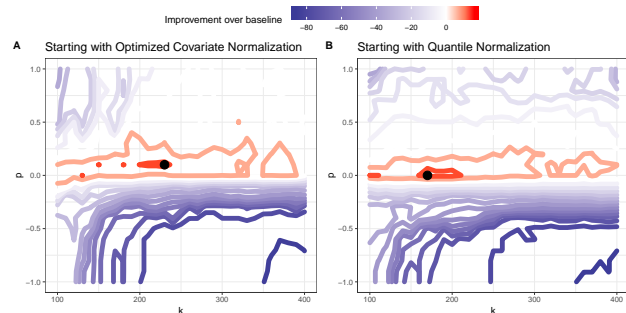 Improvement over baseline
−80 −60 −40 −20 0
A Starting with Optimized Covariate Normalization
B Starting with Quantile Normalization
1.0
0.5
0.0
−0.5
−1.0
p
100 200 300 400
k
1.0
0.5
0.0
−0.5
−1.0
p
100 200 300 400
k